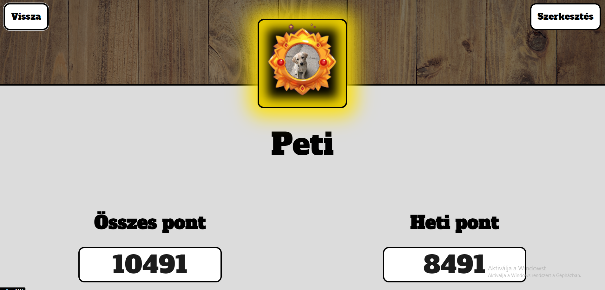 Vissza
Szerkesztés
Peti
Összes pont
Heti pont
10491
8491